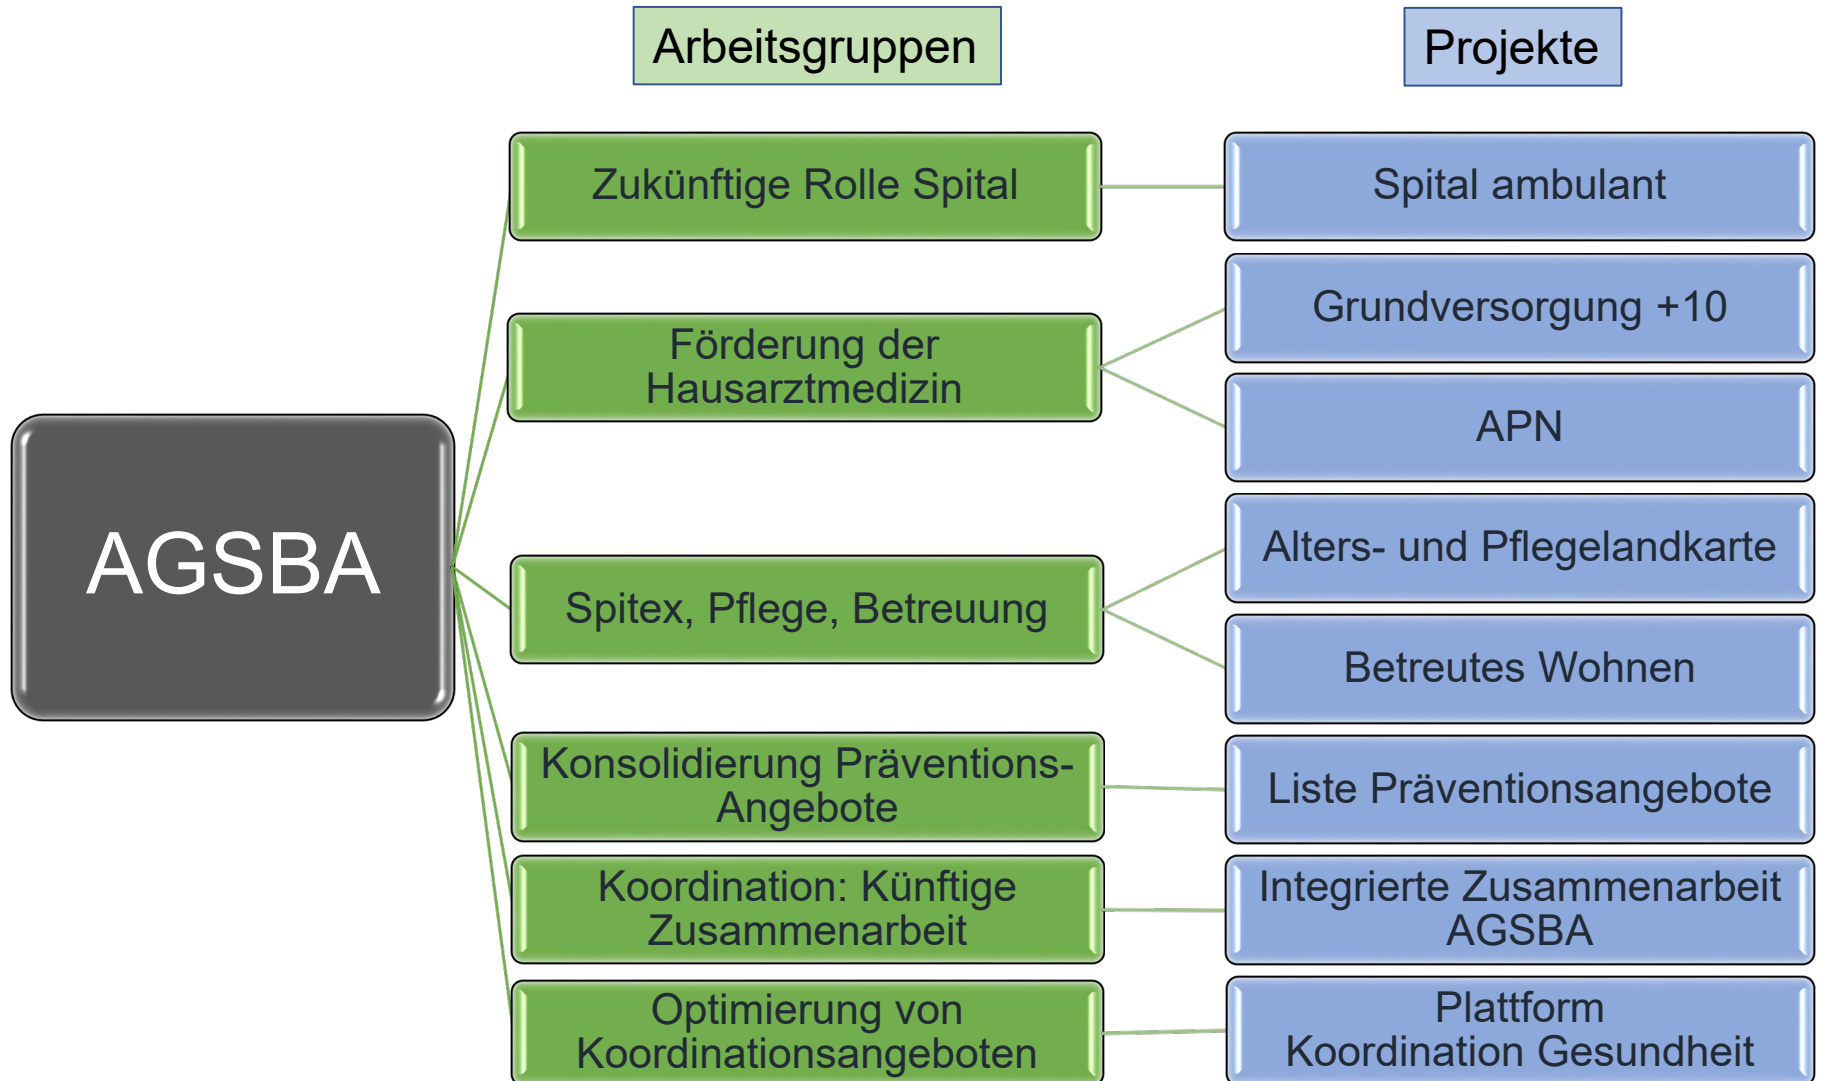 Arbeitsgruppen
Projekte
AGSBA
Zukünftige Rolle Spital
Spital ambulant
Förderung der
Hausarztmedizin
Grundversorgung +10
APN
Spitex, Pflege, Betreuung
Alters- und Pflegelandkarte
Betreutes Wohnen
Konsolidierung Präventions-
Angebote
Liste Präventionsangebote
Koordination: Künftige
Zusammenarbeit
Integrierte Zusammenarbeit
AGSBA
Optimierung von
Koordinationsangeboten
Plattform
Koordination Gesundheit